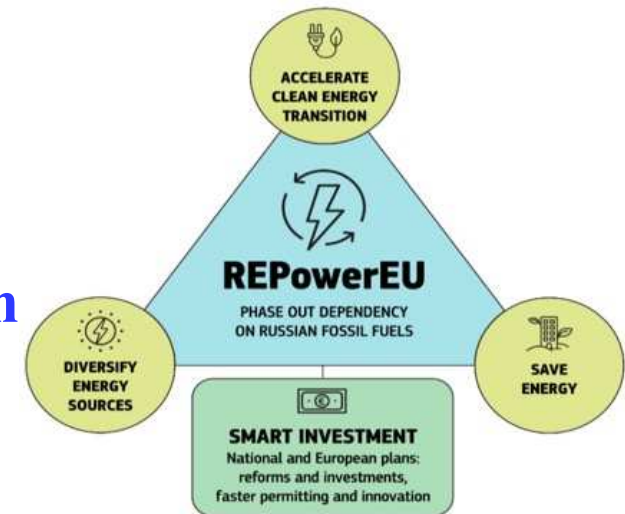 ACCELERATE
CLEAN ENERGY
TRANSITION
REPowerEU
PHASE OUT DEPENDENCY
ON RUSSIAN FOSSIL FUELS
n
DIVERSIFY
ENERGY
SOURCES
SAVE
ENERGY
SMART INVESTMENT
National and European plans:
reforms and investments,
faster permitting and innovation